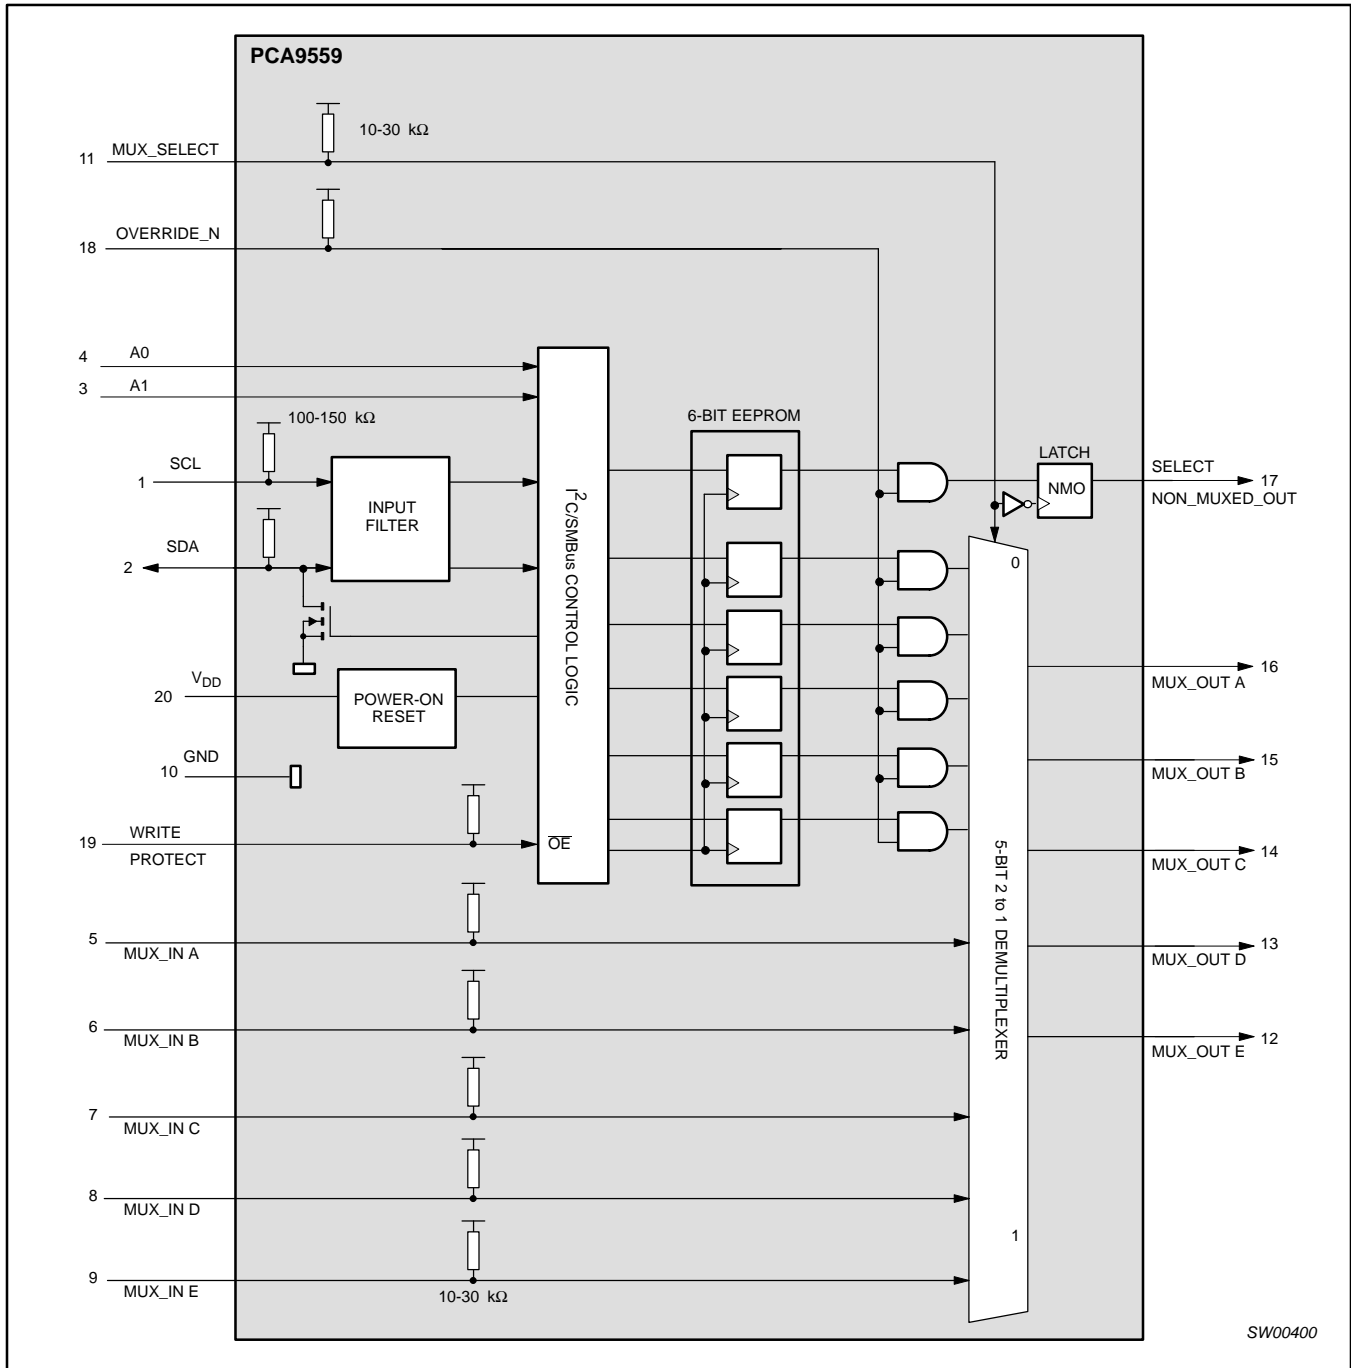 PCA9559
10-30 kΩ
11 MUX_SELECT
18 OVERRIDE_N
4 A0
3 A1
100-150 kΩ
1 SCL
INPUT
FILTER
2 SDA
I2C/SMBus CONTROL LOGIC
6-BIT EEPROM
LATCH
NMO
SELECT
17
NON_MUXED_OUT
0
20 VDD
POWER-ON
RESET
10 GND
19 WRITE
PROTECT
OE
16
MUX_OUT A
15
MUX_OUT B
14
MUX_OUT C
13
MUX_OUT D
12
MUX_OUT E
5-BIT 2 to 1 DEMULTIPLEXER
5
MUX_IN A
6
MUX_IN B
7
MUX_IN C
8
MUX_IN D
1
9
MUX_IN E
10-30 kΩ
SW00400